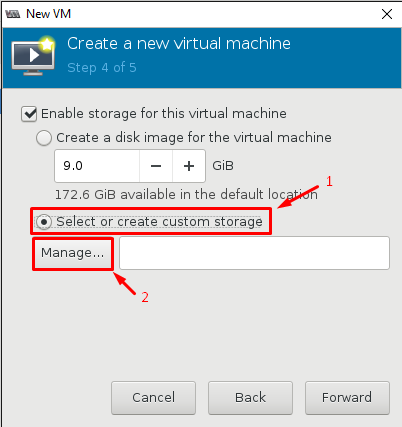 New VM
Create a new virtual machine
Step 4 of 5
Enable storage for this virtual machine
Create a disk image for the virtual machine
9.0 − + GiB
172.6 GiB available in the default location
1
Select or create custom storage
Manage...
2
Cancel Back Forward